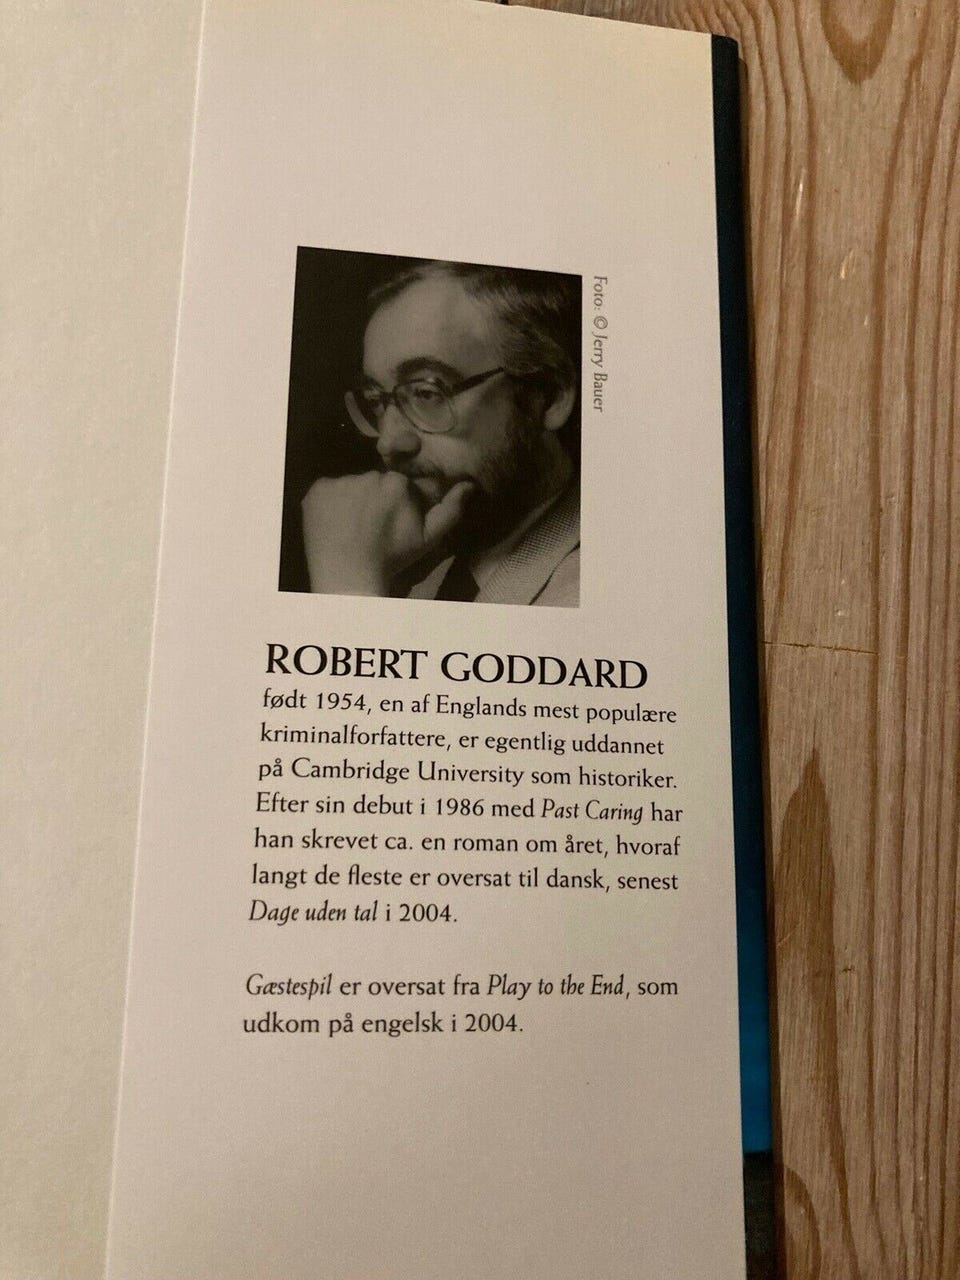 Foto: © Jerry Bauer
ROBERT GODDARD
født 1954, en af Englands mest populære
kriminalforfattere, er egentlig uddannet
på Cambridge University som historiker.
Efter sin debut i 1986 med Past Caring har
han skrevet ca. en roman om året, hvoraf
langt de fleste er oversat til dansk, senest
Dage uden tal i 2004.
Gæstespil er oversat fra Play to the End, som
udkom på engelsk i 2004.